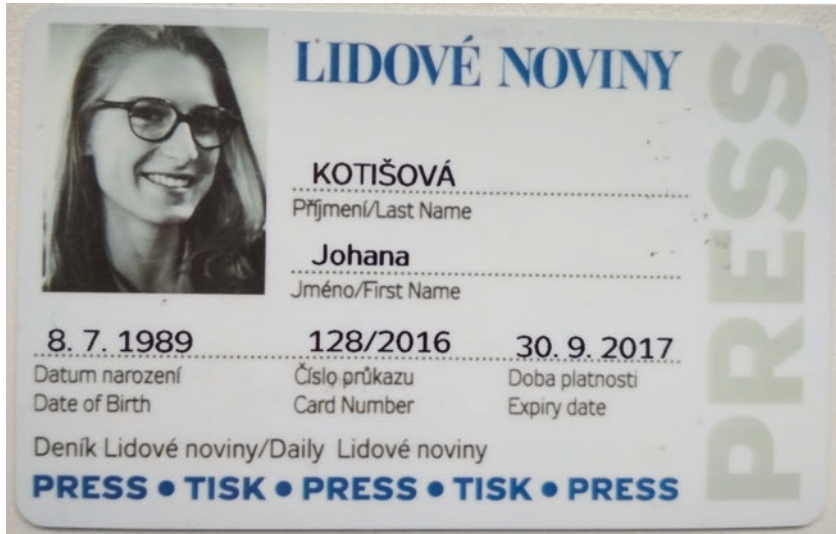 LIDOVÉ NOVINY
KOTIŠOVÁ
Příjmení/Last Name
Johana
Jméno/First Name
8. 7. 1989 128/2016 30. 9. 2017
Datum narození Číslo průkazu Doba platnosti
Date of Birth Card Number Expiry date
Deník Lidové noviny/Daily Lidové noviny
PRESS • TISK • PRESS • TISK • PRESS
PRESS